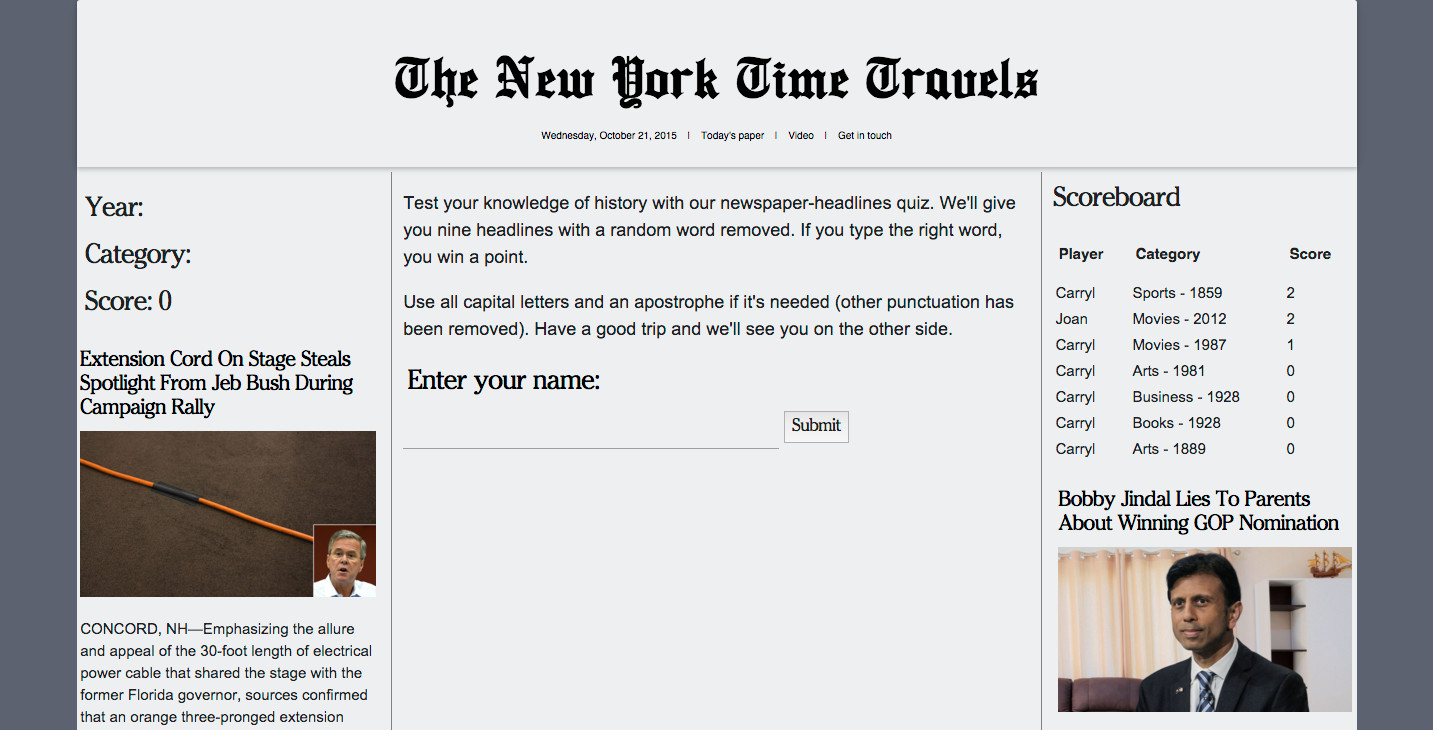 The New York Time Travels
Wednesday, October 21, 2015 | Today's paper | Video | Get in touch
Year:
Category:
Score: 0
Extension Cord On Stage Steals
Spotlight From Jeb Bush During
Campaign Rally
CONCORD, NH—Emphasizing the allure
and appeal of the 30-foot length of electrical
power cable that shared the stage with the
former Florida governor, sources confirmed
that an orange three-pronged extension
Test your knowledge of history with our newspaper-headlines quiz. We'll give
you nine headlines with a random word removed. If you type the right word,
you win a point.
Use all capital letters and an apostrophe if it's needed (other punctuation has
been removed). Have a good trip and we'll see you on the other side.
Enter your name:
Submit
Scoreboard
Player Category Score
Carryl Sports - 1859 2
Joan Movies - 2012 2
Carryl Movies - 1987 1
Carryl Arts - 1981 0
Carryl Business - 1928 0
Carryl Books - 1928 0
Carryl Arts - 1889 0
Bobby Jindal Lies To Parents
About Winning GOP Nomination